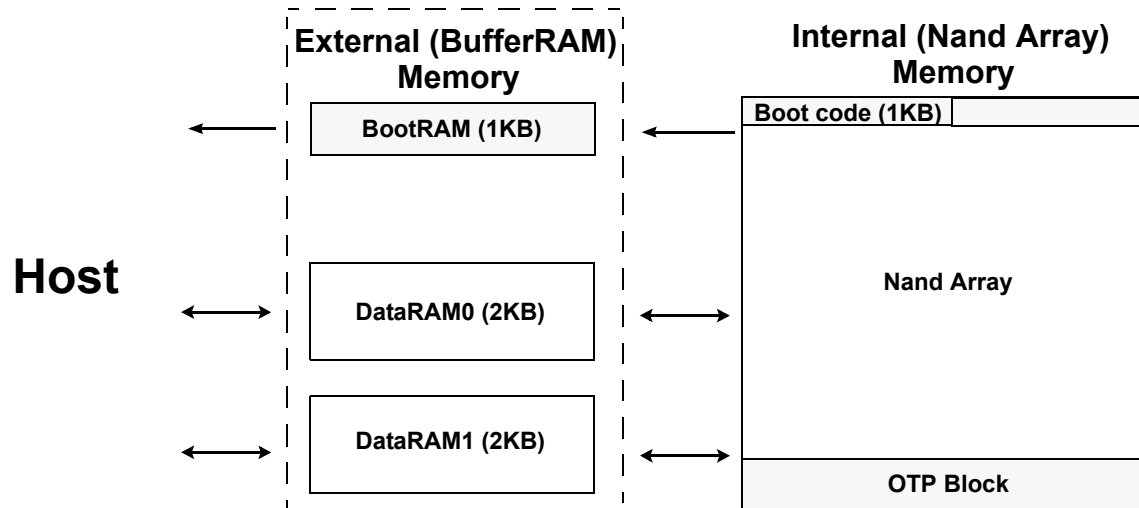 External (BufferRAM)
Memory
Internal (Nand Array)
Memory
BootRAM (1KB)
Boot code (1KB)
Host
Nand Array
DataRAM0 (2KB)
DataRAM1 (2KB)
OTP Block